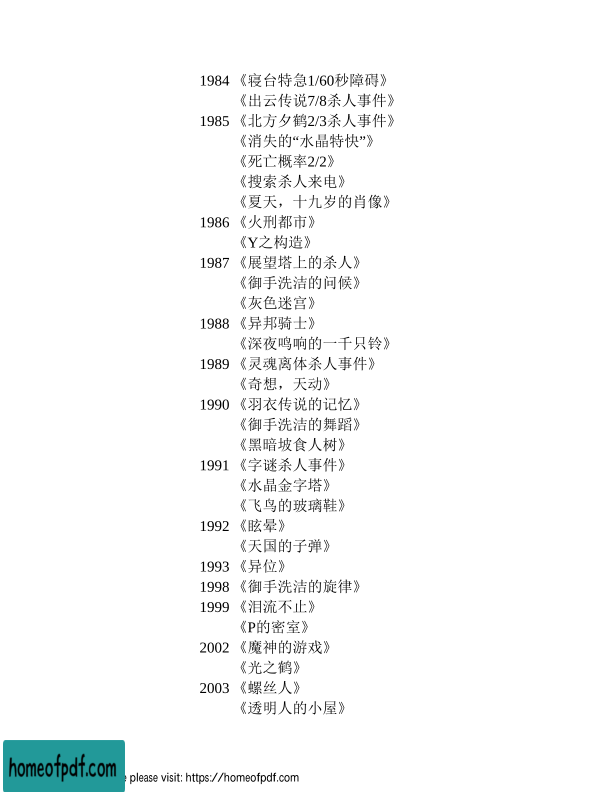 1984 《寝台特急1/60秒障碍》
《出云传说7/8杀人事件》
1985 《北方夕鹤2/3杀人事件》
《消失的“水晶特快”》
《死亡概率2/2》
《搜索杀人来电》
《夏天，十九岁的肖像》
1986 《火刑都市》
《Y之构造》
1987 《展望塔上的杀人》
《御手洗洁的问候》
《灰色迷宫》
1988 《异邦骑士》
《深夜鸣响的一千只铃》
1989 《灵魂离体杀人事件》
《奇想，天动》
1990 《羽衣传说的记忆》
《御手洗洁的舞蹈》
《黑暗坡食人树》
1991 《字谜杀人事件》
《水晶金字塔》
《飞鸟的玻璃鞋》
1992 《眩晕》
《天国的子弹》
1993 《异位》
1998 《御手洗洁的旋律》
1999 《泪流不止》
《P的密室》
2002 《魔神的游戏》
《光之鹤》
2003 《螺丝人》
《透明人的小屋》
homeofpdf.com
please visit: https://homeofpdf.com